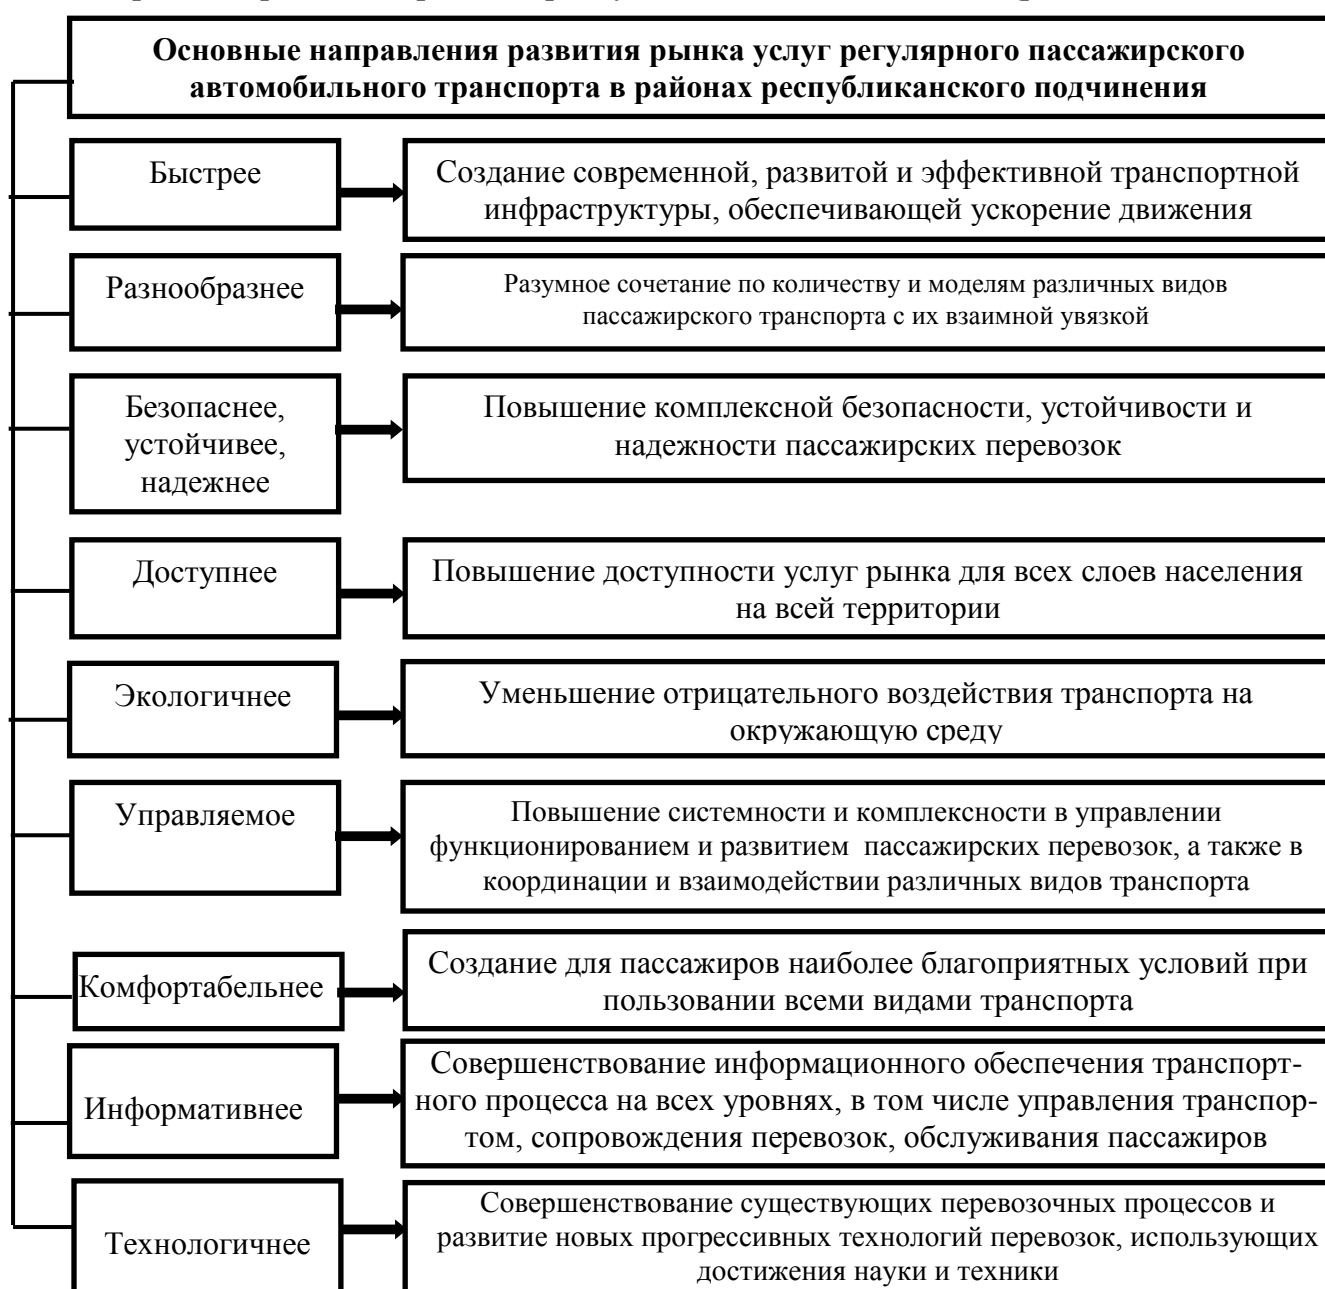 Основные направления развития рынка услуг регулярного пассажирского
автомобильного транспорта в районах республиканского подчинения
Быстрее
Создание современной, развитой и эффективной транспортной
инфраструктуры, обеспечивающей ускорение движения
Разнообразнее
Разумное сочетание по количеству и моделям различных видов
пассажирского транспорта с их взаимной увязкой
Безопаснее,
устойчивее,
надежнее
Повышение комплексной безопасности, устойчивости и
надежности пассажирских перевозок
Доступнее
Повышение доступности услуг рынка для всех слоев населения
на всей территории
Экологичнее
Уменьшение отрицательного воздействия транспорта на
окружающую среду
Управляемое
Повышение системности и комплексности в управлении
функционированием и развитием пассажирских перевозок, а также в
координации и взаимодействии различных видов транспорта
Комфортабельнее
Создание для пассажиров наиболее благоприятных условий при
пользовании всеми видами транспорта
Информативнее
Совершенствование информационного обеспечения транспорт-
ного процесса на всех уровнях, в том числе управления транспор-
том, сопровождения перевозок, обслуживания пассажиров
Технологичнее
Совершенствование существующих перевозочных процессов и
развитие новых прогрессивных технологий перевозок, использующих
достижения науки и техники